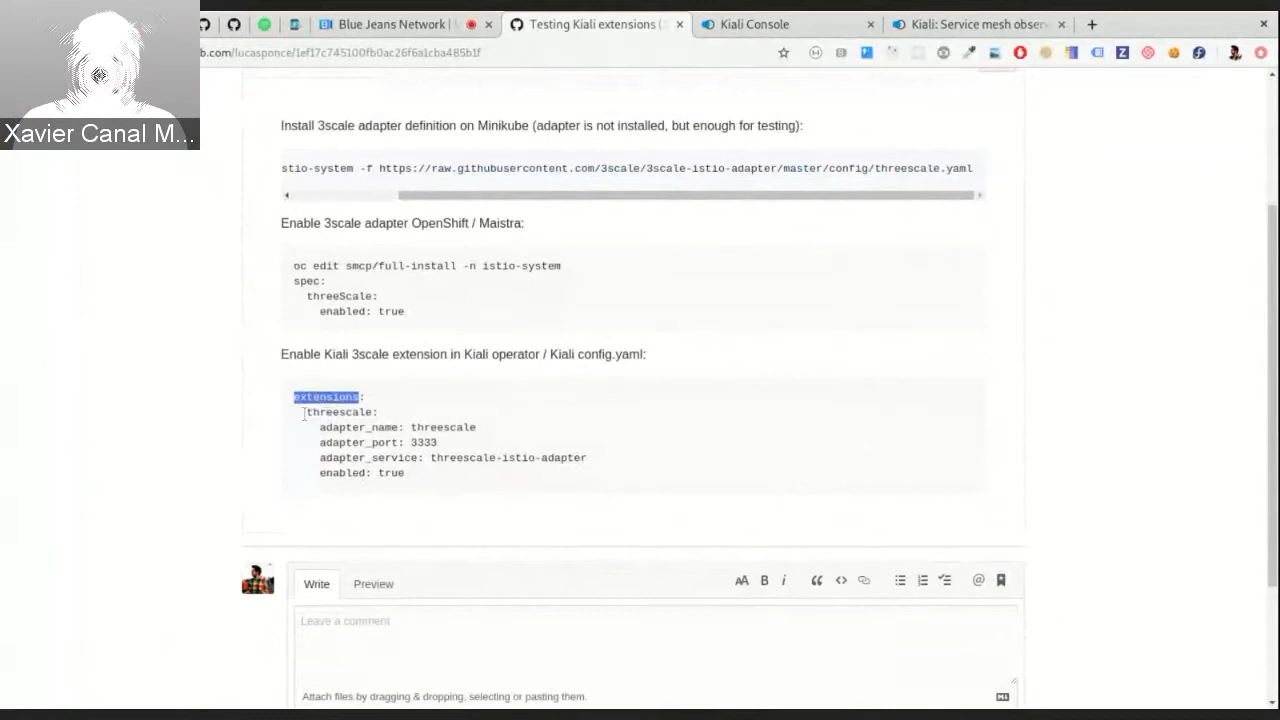 Blue Jeans Network |
Testing Kiali extensions (
Kiali Console
Kiali: Service mesh obser
b.com/lucasponce/1ef17c745100fb0ac26f6a1cba485b1f
Xavier Canal M...
Install 3scale adapter definition on Minikube (adapter is not installed, but enough for testing):
stio-system -f https://raw.githubusercontent.com/3scale/3scale-istio-adapter/master/config/threescale.yaml
Enable 3scale adapter OpenShift / Maistra:
oc edit smcp/full-install -n istio-system
spec:
threeScale:
enabled: true
Enable Kiali 3scale extension in Kiali operator / Kiali config.yaml:
extensions:
threescale:
adapter_name: threescale
adapter_port: 3333
adapter_service: threescale-istio-adapter
enabled: true
Write
Preview
Leave a comment
Attach files by dragging & dropping, selecting or pasting them.